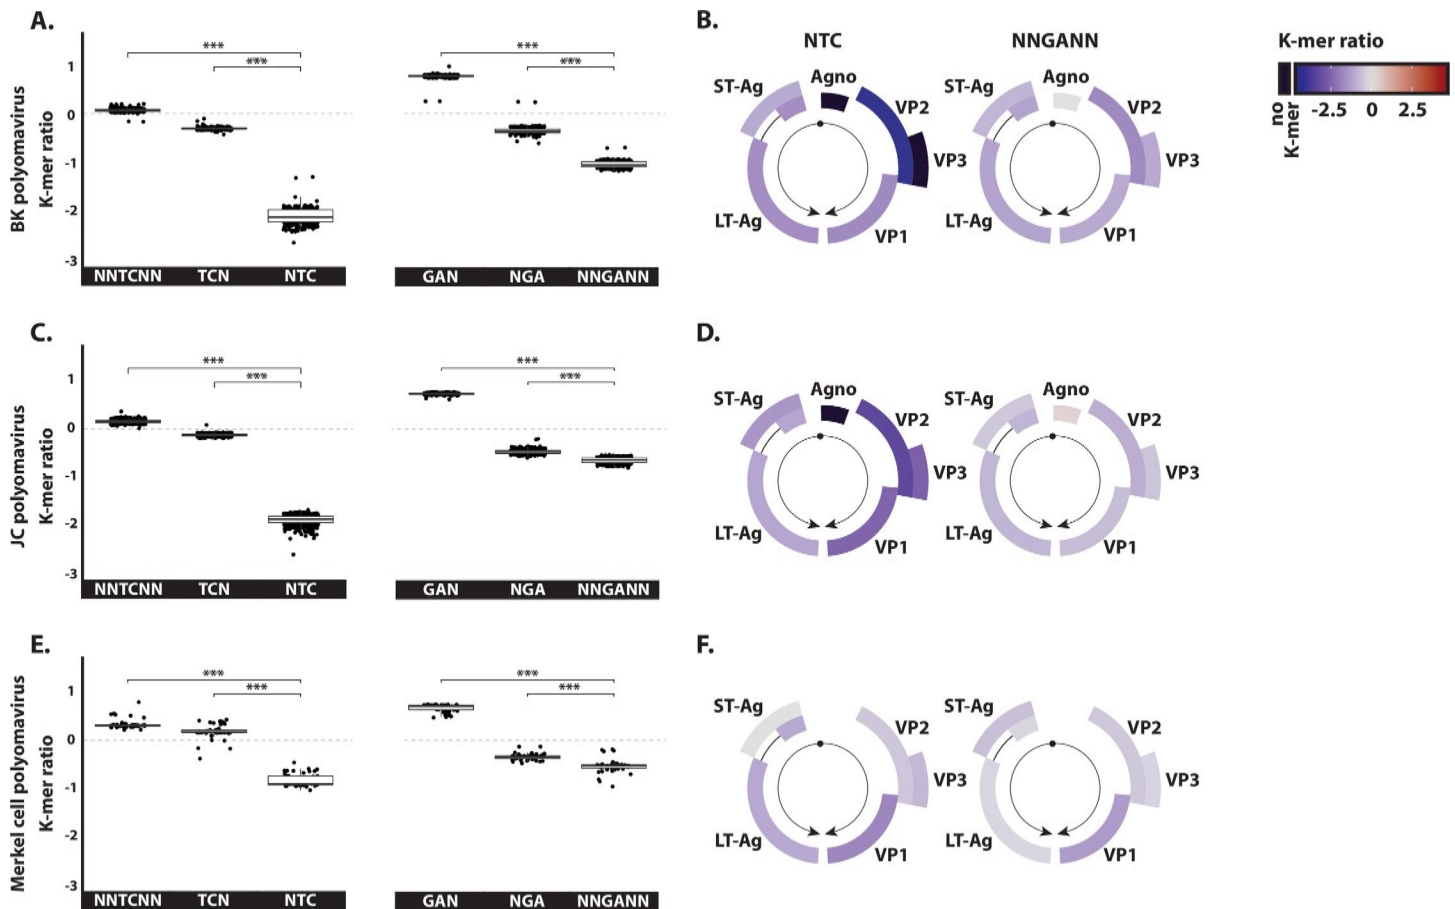 A.
BK polyomavirus
K-mer ratio
1
0
-1
-2
-3
***
***
NNTCNN TCN NTC
***
***
GAN NGA NNGANN
B.
NTC
ST-Ag
Agno
VP2
VP3
LT-Ag
VP1
NNGANN
ST-Ag
Agno
VP2
VP3
LT-Ag
VP1
K-mer ratio
no
K-mer
-2.5 0 2.5
C.
JC polyomavirus
K-mer ratio
1
0
-1
-2
-3
***
***
NNTCNN TCN NTC
***
***
GAN NGA NNGANN
D.
ST-Ag
Agno
VP2
VP3
LT-Ag
VP1
ST-Ag
Agno
VP2
VP3
LT-Ag
VP1
E.
Merkel cell polyomavirus
K-mer ratio
1
0
-1
-2
-3
***
***
NNTCNN TCN NTC
***
***
GAN NGA NNGANN
F.
ST-Ag
VP2
VP3
LT-Ag
VP1
ST-Ag
VP2
VP3
LT-Ag
VP1